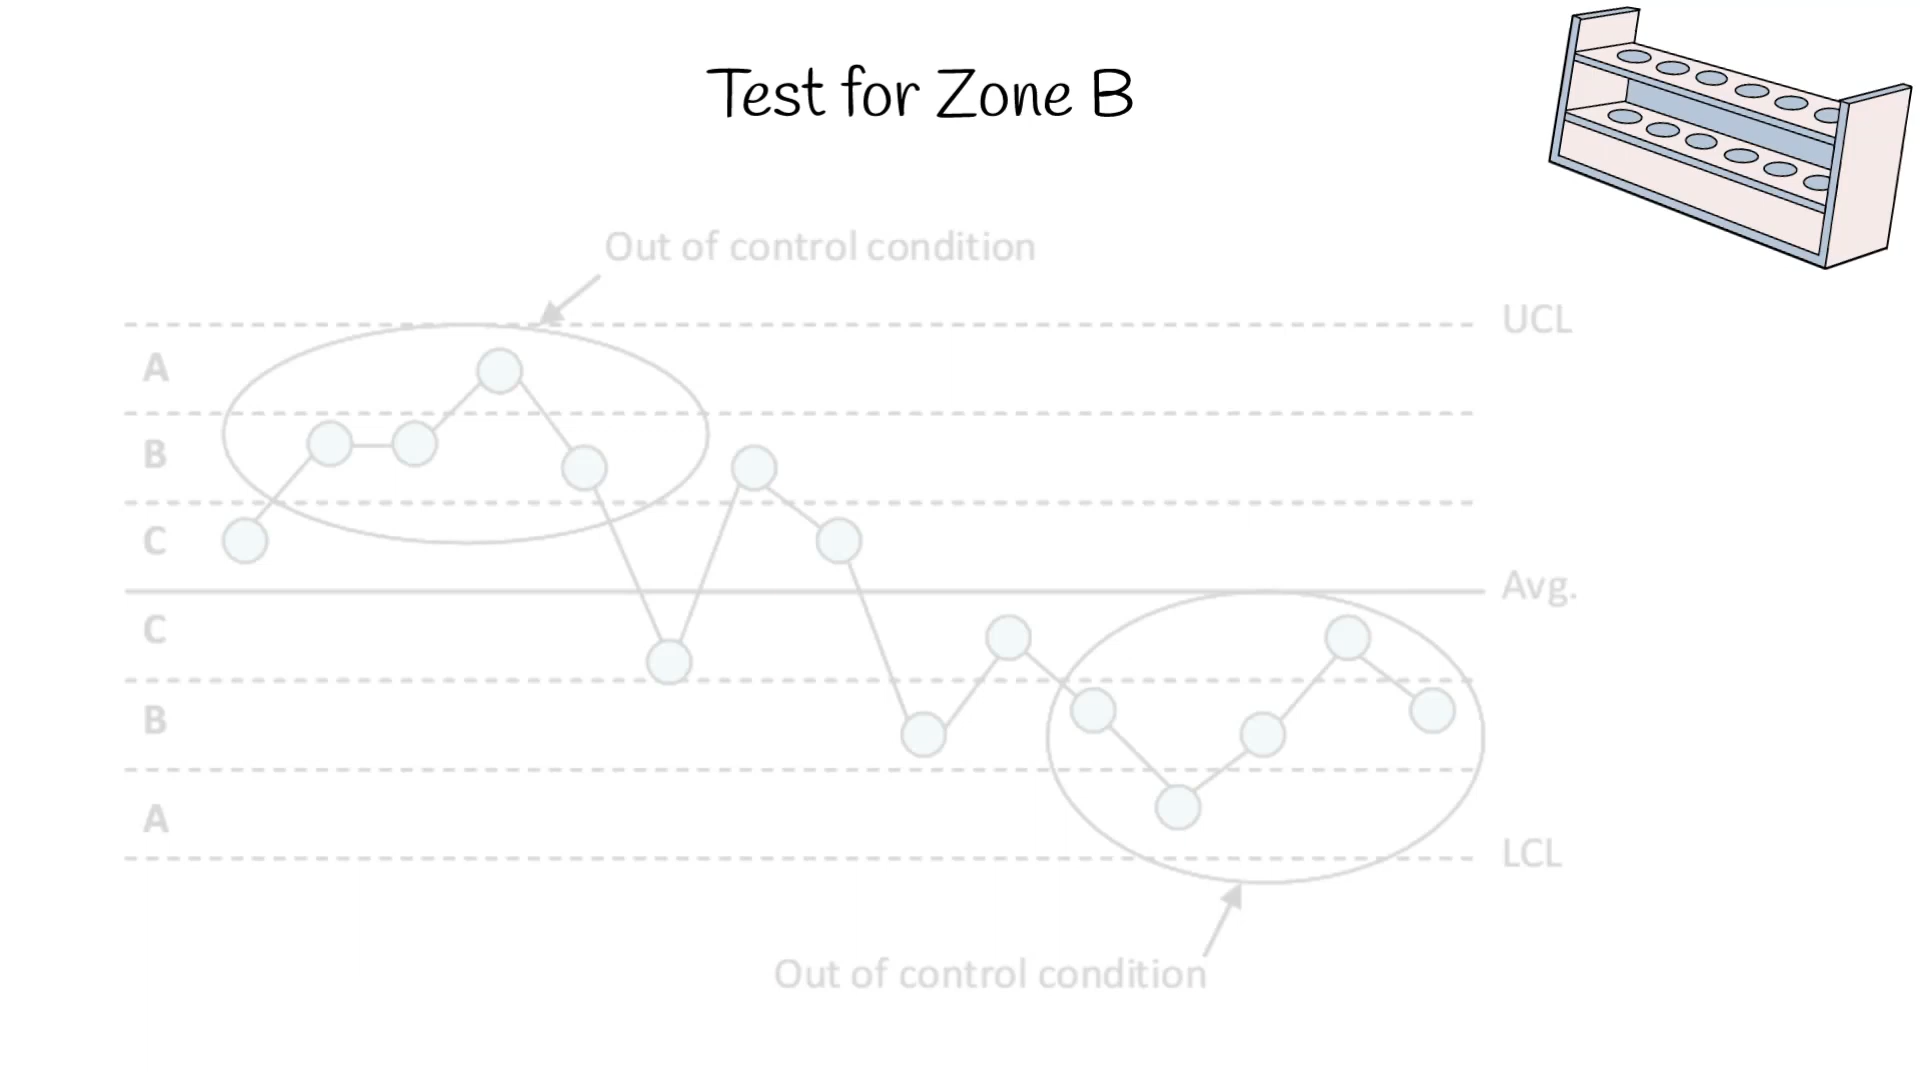 Test for Zone B
Out of control condition
UCL
A
B
C
Avg.
C
B
A
LCL
Out of control condition